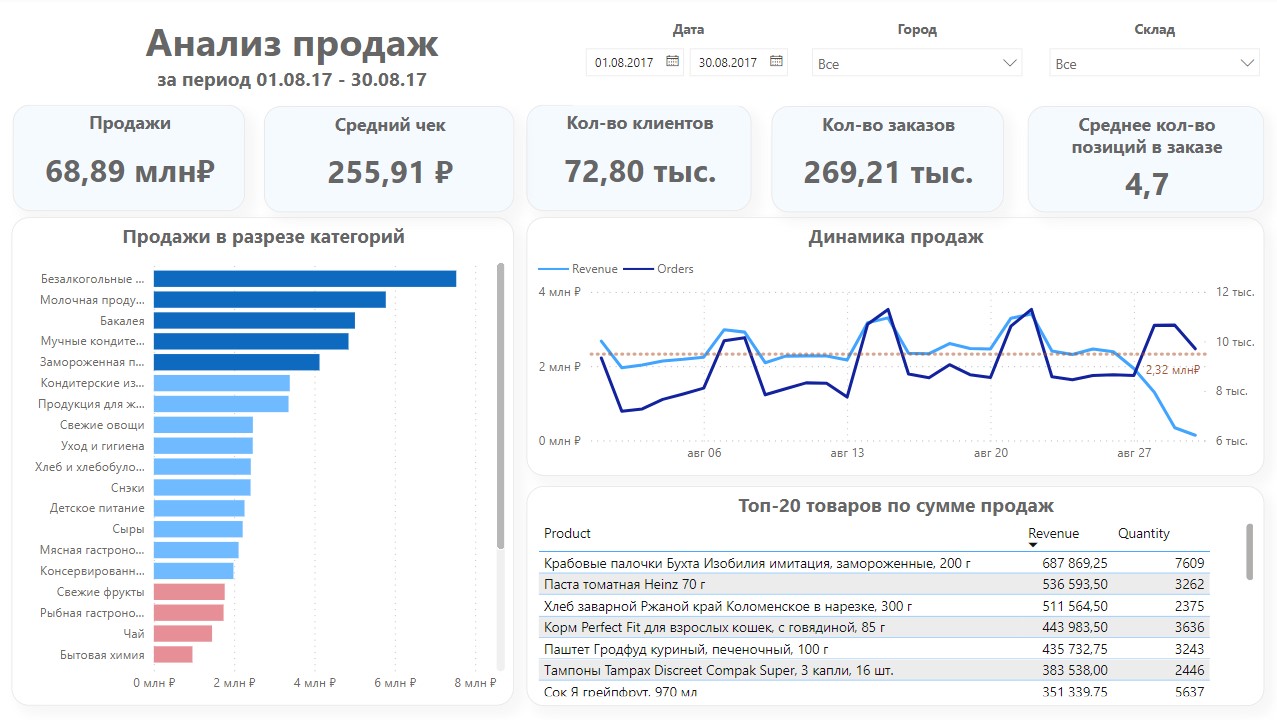 Анализ продаж
за период 01.08.17 - 30.08.17
Дата
01.08.2017
30.08.2017
Город
Все
Склад
Все
Продажи
68,89 млн₽
Средний чек
255,91 ₽
Кол-во клиентов
72,80 тыс.
Кол-во заказов
269,21 тыс.
Среднее кол-во
позиций в заказе
4,7
Продажи в разрезе категорий
Безалкогольные ...
Молочная проду...
Бакалея
Мучные кондите...
Замороженная п...
Кондитерские из...
Продукция для ж...
Свежие овощи
Уход и гигиена
Хлеб и хлебобуло...
Снэки
Детское питание
Сыры
Мясная гастроно...
Консервированн...
Свежие фрукты
Рыбная гастроно...
Чай
Бытовая химия
0 млн ₽ 2 млн ₽ 4 млн ₽ 6 млн ₽ 8 млн ₽
Динамика продаж
Revenue Orders
4 млн ₽
2 млн ₽
0 млн ₽
12 тыс.
10 тыс.
8 тыс.
6 тыс.
2,32 млн₽
авг 06 авг 13 авг 20 авг 27
Топ-20 товаров по сумме продаж
Product Revenue Quantity
Крабовые палочки Бухта Изобилия имитация, замороженные, 200 г 687 869,25 7609
Паста томатная Heinz 70 г 536 593,50 3262
Хлеб заварной Ржаной край Коломенское в нарезке, 300 г 511 564,50 2375
Корм Perfect Fit для взрослых кошек, с говядиной, 85 г 443 983,50 3636
Паштет Гродфуд куриный, печеночный, 100 г 435 732,75 3243
Тампоны Tampax Discreet Compak Super, 3 капли, 16 шт. 383 538,00 2446
Сок Я грейпфрут, 970 мл 351 339,75 5637